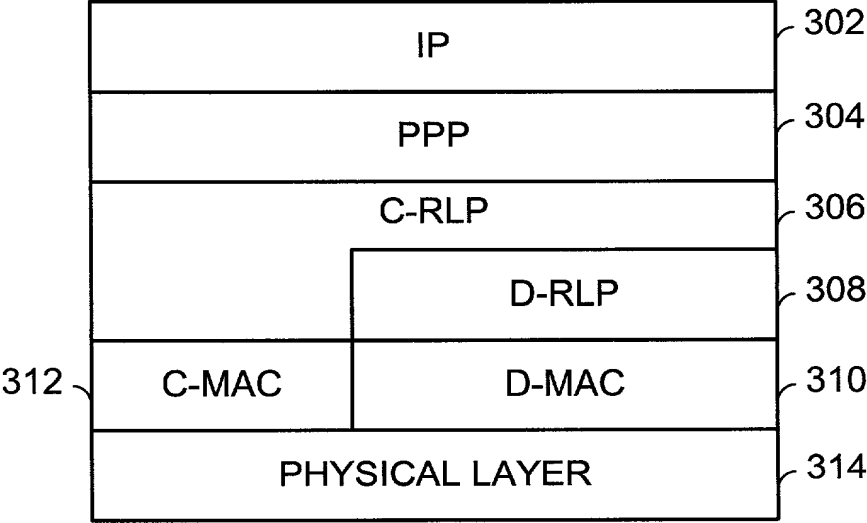 IP 302
PPP 304
C-RLP 306
D-RLP 308
312 C-MAC D-MAC 310
PHYSICAL LAYER 314